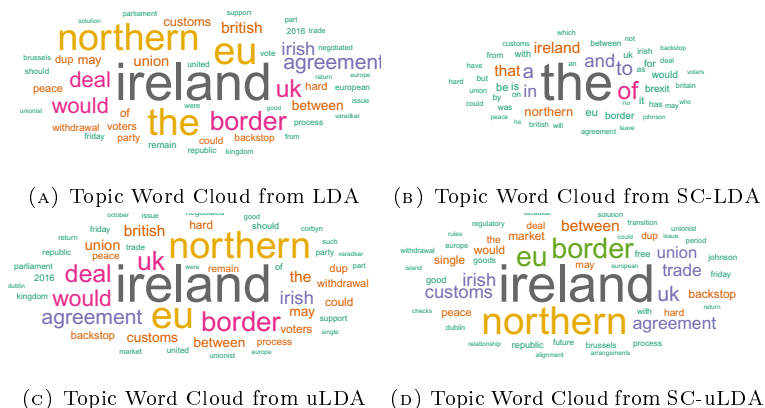 solution parliament customs support part
northern british 2016 trade
brussels dup may union eu vote irish negotiated
should united agreement
peace deal ireland return europe
would uk hard european
were good between issue
unionist of the border process varadkar
withdrawal voters could backstop
friday party remain from
republic kingdom
which
customs between not
from ireland uk irish backstop
have with and to as for deal
that a an would voters
hard but the brexit britain
union be is in of
could by on no it has may who
was northern eu border johnson
peace he british will
agreement leave
(A) Topic Word Cloud from LDA (B) Topic Word Cloud from SC-LDA
october issue negotiated good
friday british hard should corbyn
return union trade northern such
republic peace uk party varadkar
parliament deal were remain of dup part
2016 ireland the withdrawal
dublin would irish could
kingdom agreement eu border may support
voters single
backstop customs between process
market united unionist europe
varadkar solution
regulatory deal between transition
rules the market could dup issue unionist
withdrawal europe would eu border free union period
single goods may european trade johnson
island irish friday
good customs ireland uk backstop
checks peace northern with hard return
dublin agreement
relationship republic future brussels process
alignment arrangements
(C) Topic Word Cloud from uLDA (D) Topic Word Cloud from SC-uLDA